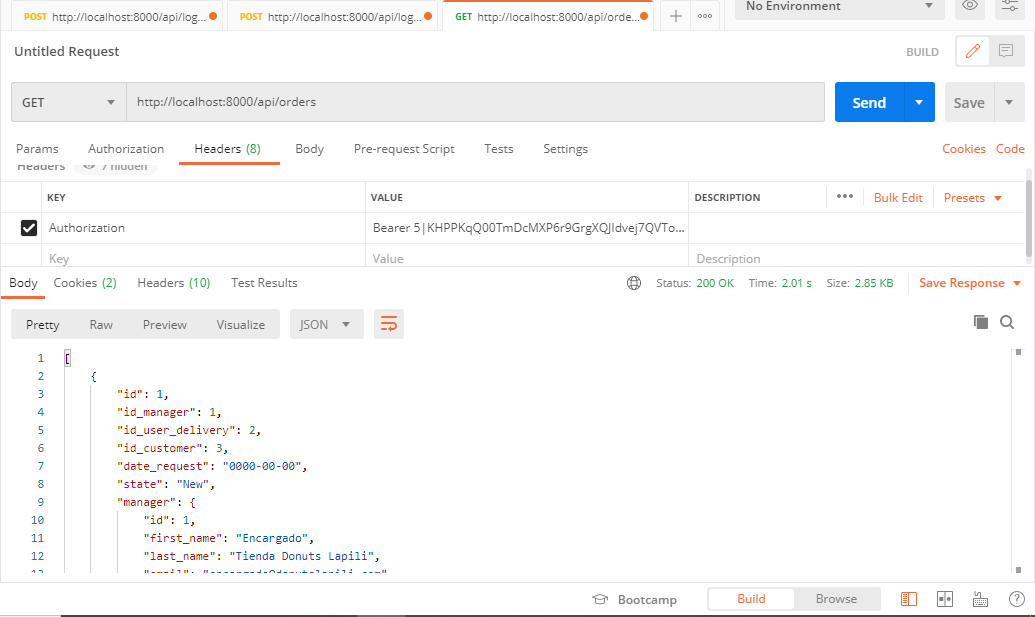 POST http://localhost:8000/api/log... POST http://localhost:8000/api/log... GET http://localhost:8000/api/orde... No Environment
Untitled Request BUILD
GET http://localhost:8000/api/orders Send Save
Params Authorization Headers (8) Body Pre-request Script Tests Settings Cookies Code
Headers 7 hidden
KEY VALUE DESCRIPTION Bulk Edit Presets
Authorization Bearer 5|KHPPKqQ00TmDcMXP6r9GrgXQJIdvej7QVTo...
Key Value Description
Body Cookies (2) Headers (10) Test Results Status: 200 OK Time: 2.01 s Size: 2.85 KB Save Response
Pretty Raw Preview Visualize JSON
1 [
2 {
3 "id": 1,
4 "id_manager": 1,
5 "id_user_delivery": 2,
6 "id_customer": 3,
7 "date_request": "0000-00-00",
8 "state": "New",
9 "manager": {
10 "id": 1,
11 "first_name": "Encargado",
12 "last_name": "Tienda Donuts Lapili",
13 "email": "encargado@donutslapili.com"
Bootcamp Build Browse